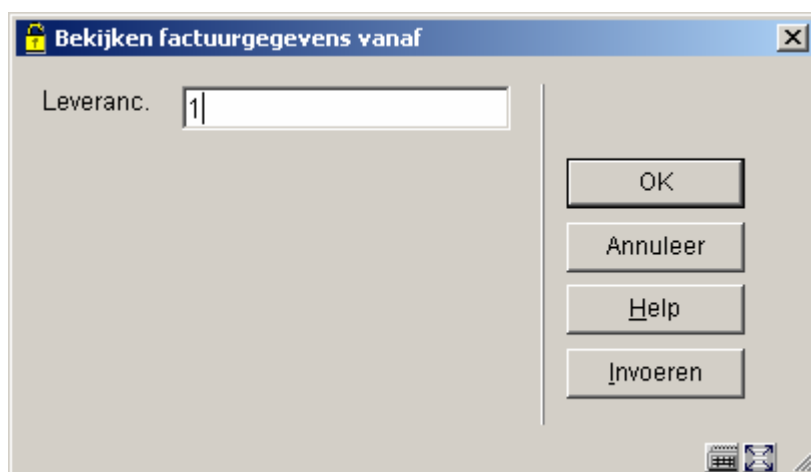 Bekijken factuurgegevens vanaf
Leveranc. 1
OK
Annuleer
Help
Invoeren